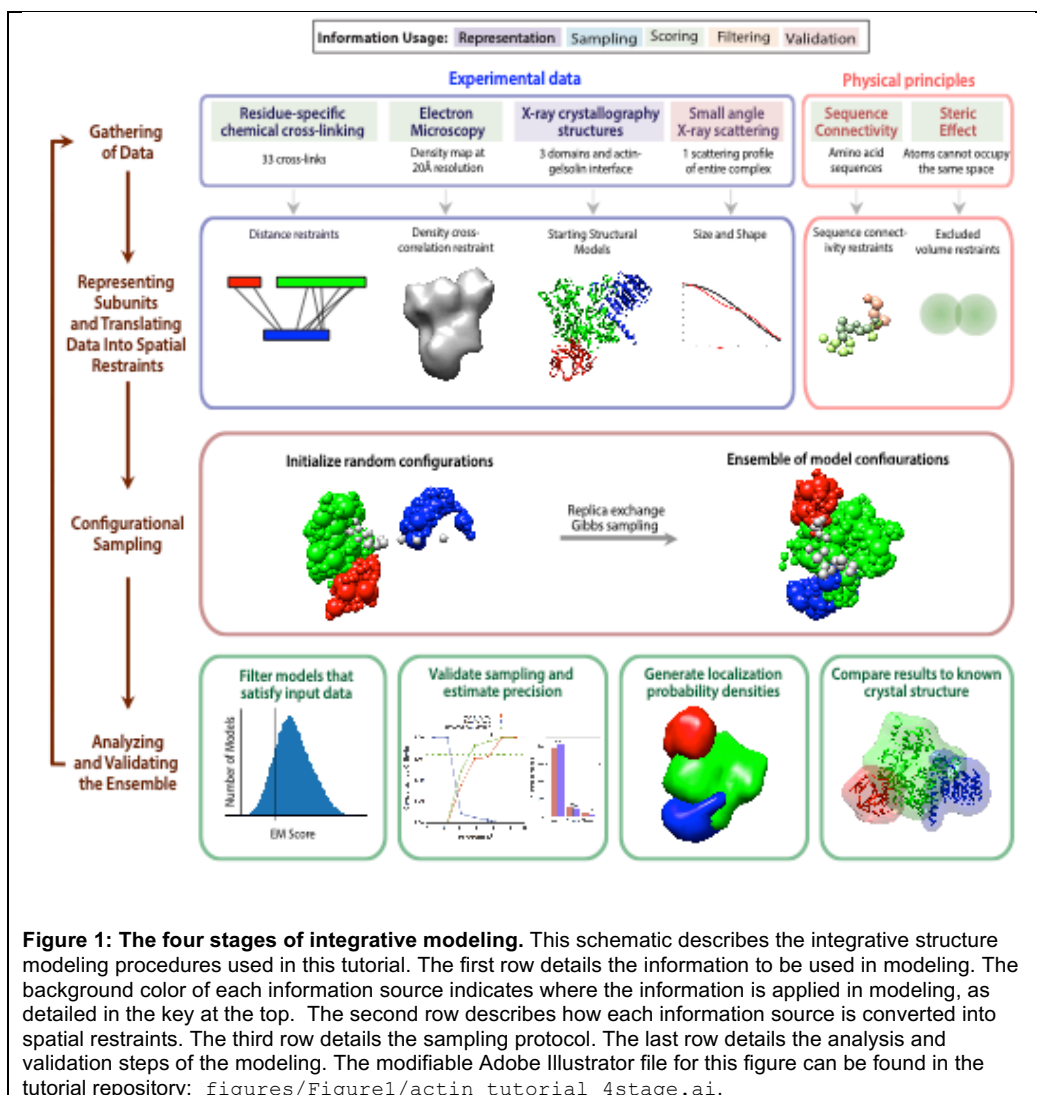 Information Usage: Representation Sampling Scoring Filtering Validation
Experimental data
Physical principles
Gathering
of Data
Residue-specific
chemical cross-linking
33 cross-links
Electron
Microscopy
Density map at
20Å resolution
X-ray crystallography
structures
3 domains and actin-
gelsolin interface
Small angle
X-ray scattering
1 scattering profile
of entire complex
Sequence
Connectivity
Amino acid
sequences
Steric
Effect
Atoms cannot occupy
the same space
Representing
Subunits
and Translating
Data Into Spatial
Restraints
Distance restraints
Density cross-
correlation restraint
Starting Structural
Models
Size and Shape
Sequence connect-
ivity restraints
Excluded
volume restraints
Configurational
Sampling
Initialize random configurations
Replica exchange
Gibbs sampling
Ensemble of model configurations
Analyzing
and Validating
the Ensemble
Filter models that
satisfy input data
Number of Models
EM Score
Validate sampling and
estimate precision
Generate localization
probability densities
Compare results to known
crystal structure
Figure 1: The four stages of integrative modeling. This schematic describes the integrative structure
modeling procedures used in this tutorial. The first row details the information to be used in modeling. The
background color of each information source indicates where the information is applied in modeling, as
detailed in the key at the top. The second row describes how each information source is converted into
spatial restraints. The third row details the sampling protocol. The last row details the analysis and
validation steps of the modeling. The modifiable Adobe Illustrator file for this figure can be found in the
tutorial repository: figures/Figure1/actin_tutorial_4stage.ai.